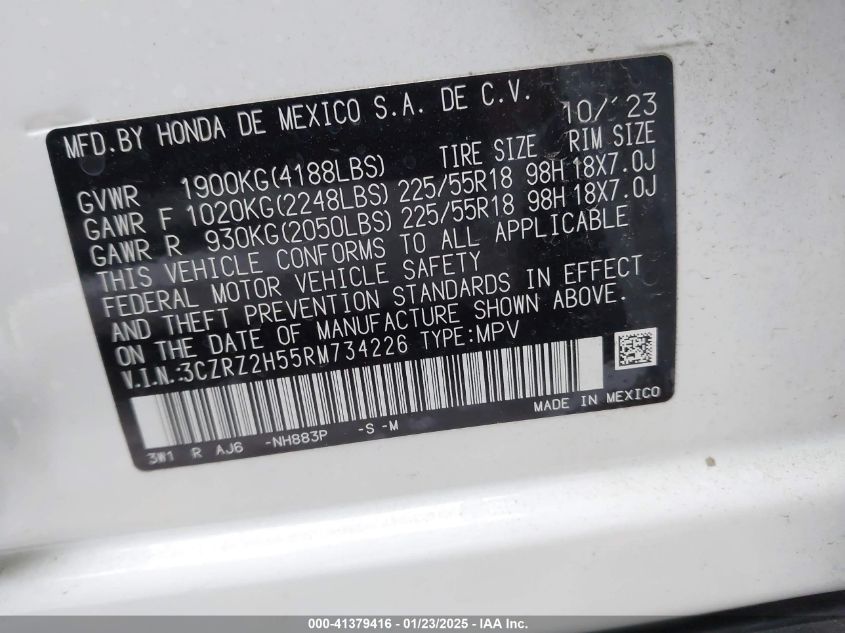 MFD.BY HONDA DE MEXICO S.A. DE C.V. 10/'23
TIRE SIZE RIM SIZE
GVWR 1900KG(4188LBS)
GAWR F 1020KG(2248LBS) 225/55R18 98H 18X7.0J
GAWR R 930KG(2050LBS) 225/55R18 98H 18X7.0J
THIS VEHICLE CONFORMS TO ALL APPLICABLE
FEDERAL MOTOR VEHICLE SAFETY
AND THEFT PREVENTION STANDARDS IN EFFECT
ON THE DATE OF MANUFACTURE SHOWN ABOVE.
V.I.N.:3CZRZ2H55RM734226 TYPE:MPV
MADE IN MEXICO
3W1 R AJ6 -NH883P -S -M
000-41379416 - 01/23/2025 - IAA Inc.